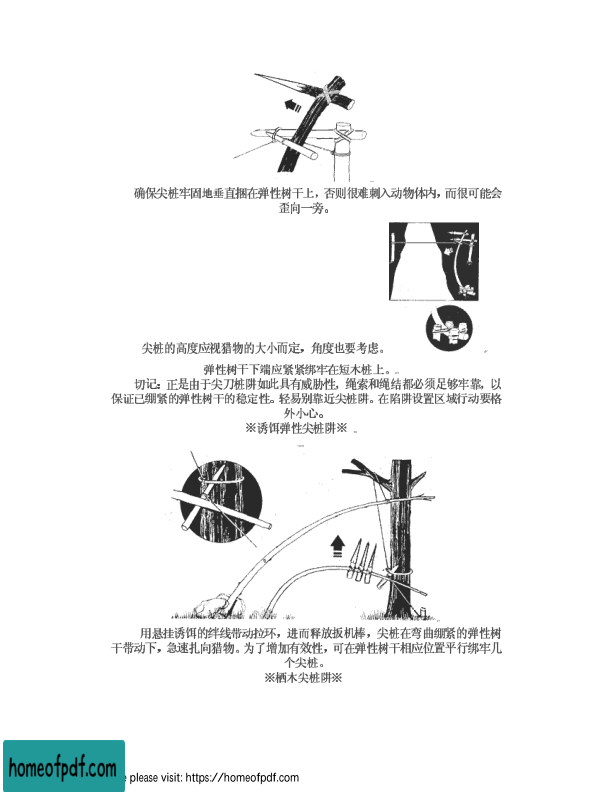 确保尖桩牢固地垂直捆在弹性树干上，否则很难刺入动物体内，而很可能会
歪向一旁。
尖桩的高度应视猎物的大小而定，角度也要考虑。
弹性树干下端应紧紧绑牢在短木桩上。
切记：正是由于尖刀桩阱如此具有威胁性，绳索和绳结都必须足够牢靠，以
保证已绷紧的弹性树干的稳定性。轻易别靠近尖桩阱。在陷阱设置区域行动要格
外小心。
※诱饵弹性尖桩阱※
用悬挂诱饵的绊线带动拉环，进而释放扳机棒，尖桩在弯曲绷紧的弹性树
干带动下，急速扎向猎物。为了增加有效性，可在弹性树干相应位置平行绑牢几
个尖桩。
※栖木尖桩阱※
homeofpdf.com
e please visit: https://homeofpdf.com